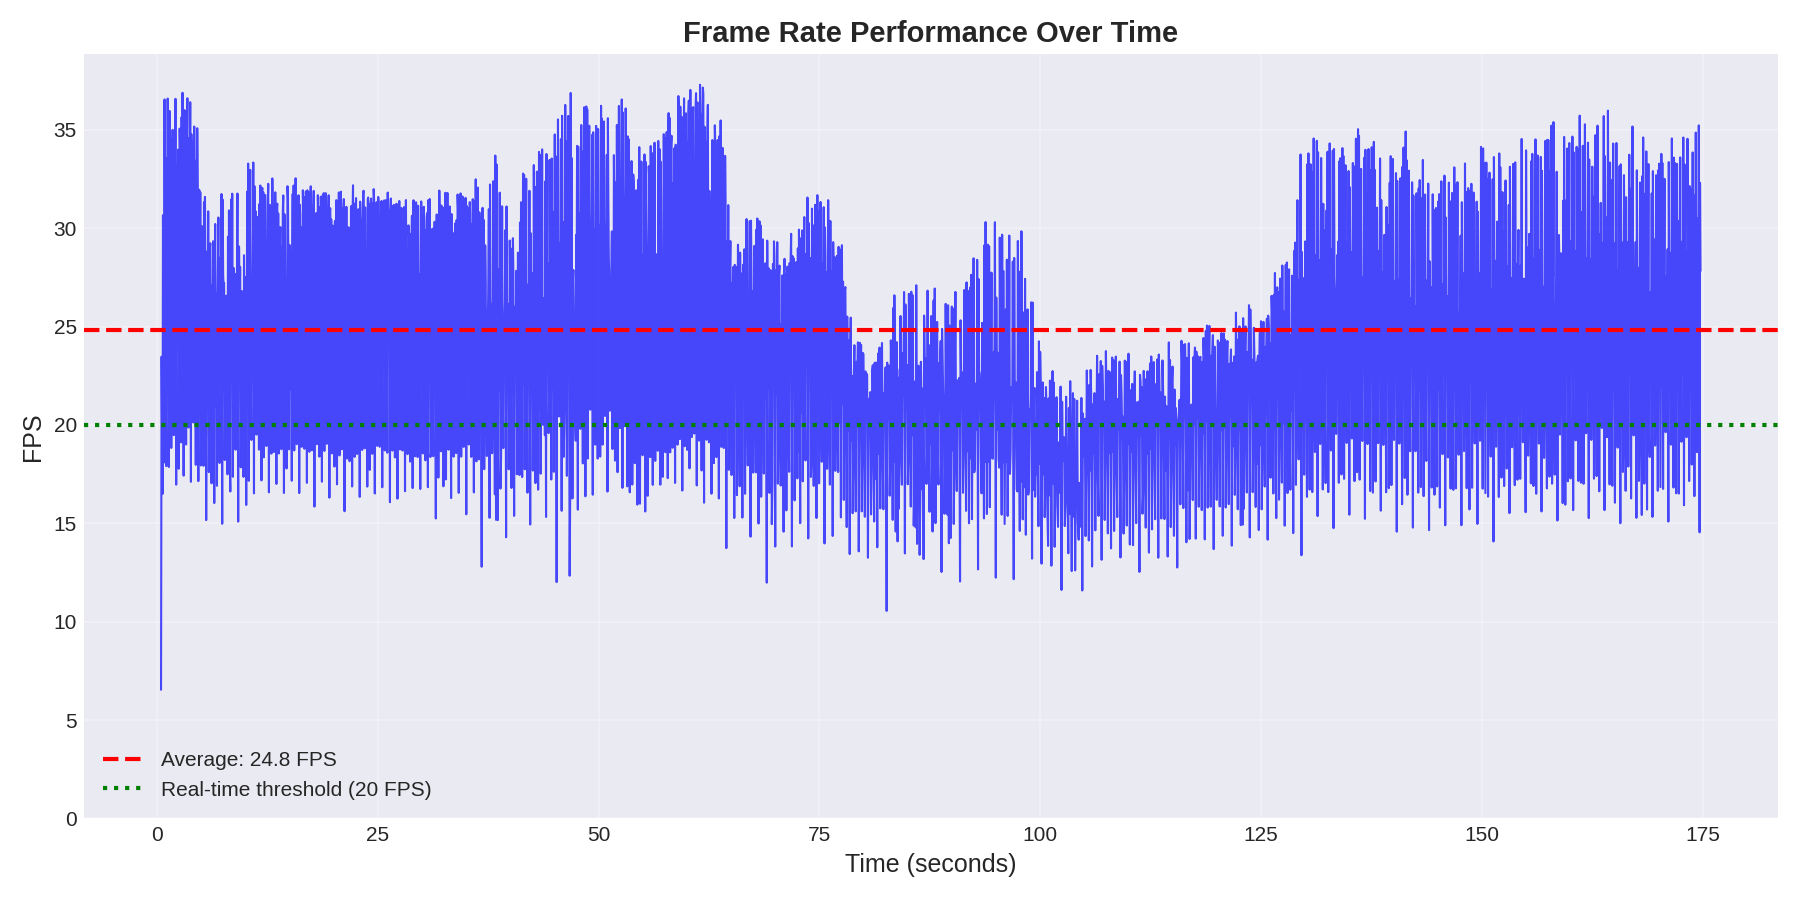 Frame Rate Performance Over Time
FPS
35
30
25
20
15
10
5
0
Average: 24.8 FPS
Real-time threshold (20 FPS)
0 25 50 75 100 125 150 175
Time (seconds)